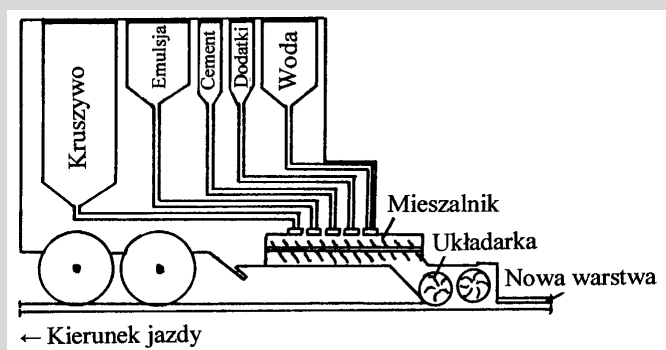 Kruszywo
Emulsja
Cement
Dodatki
Woda
Mieszalnik
Układarka
Nowa warstwa
← Kierunek jazdy